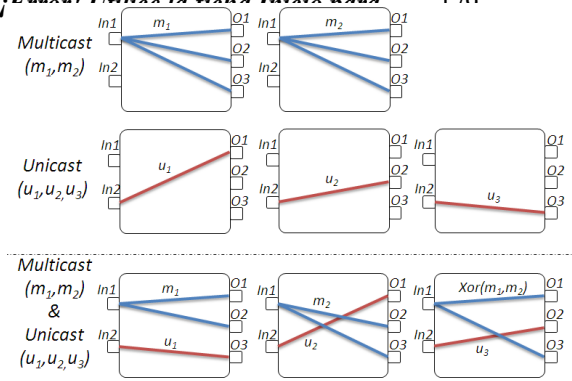 In1 m₁ O1 In1 m₂ O1
Multicast O2 O2
(m₁,m₂) In2 O3 In2 O3
In1 O1 In1 O1 In1 O1
Unicast u₁ O2 u₂ O2 O2
(u₁,u₂,u₃) In2 O3 In2 O3 In2 u₃ O3
Multicast
(m₁,m₂) In1 m₁ O1 In1 m₂ O1 In1 Xor(m₁,m₂) O1
& O2 O2 O2
Unicast In2 u₁ O3 In2 u₂ O3 In2 u₃ O3
(u₁,u₂,u₃)